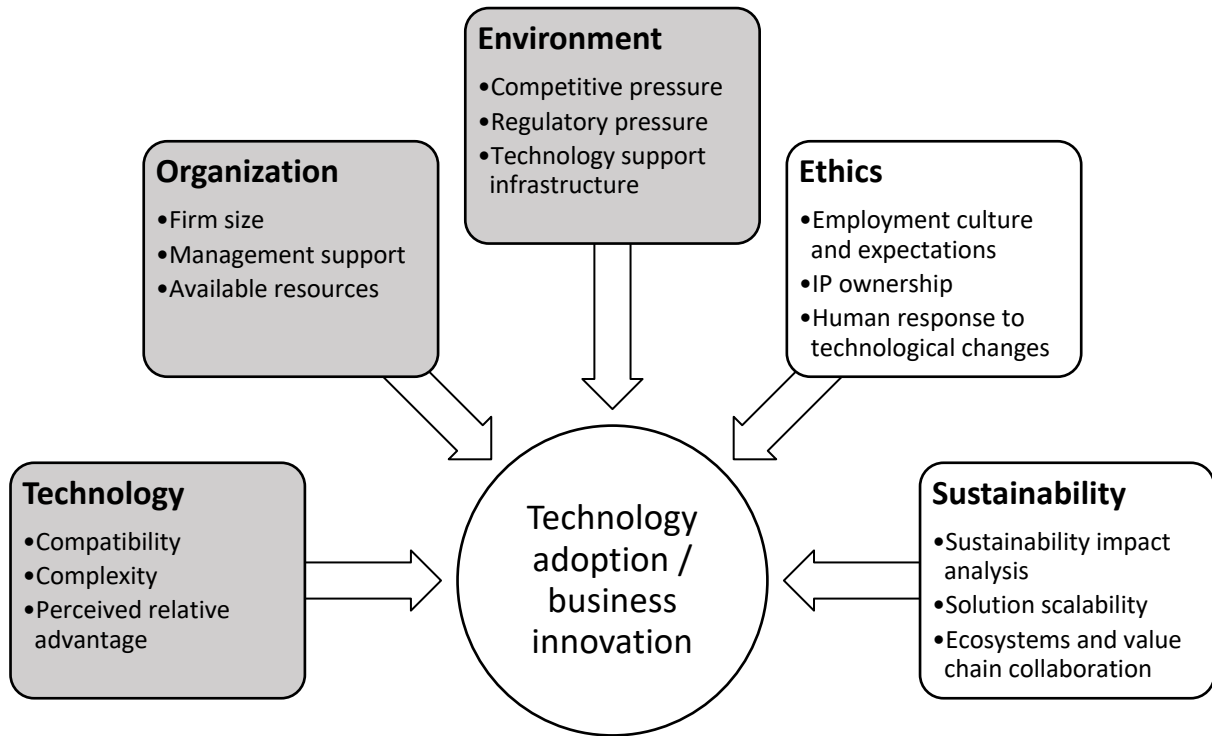 Environment
•Competitive pressure
•Regulatory pressure
•Technology support
infrastructure
Organization
•Firm size
•Management support
•Available resources
Ethics
•Employment culture
and expectations
•IP ownership
•Human response to
technological changes
Technology
•Compatibility
•Complexity
•Perceived relative
advantage
Technology
adoption /
business
innovation
Sustainability
•Sustainability impact
analysis
•Solution scalability
•Ecosystems and value
chain collaboration